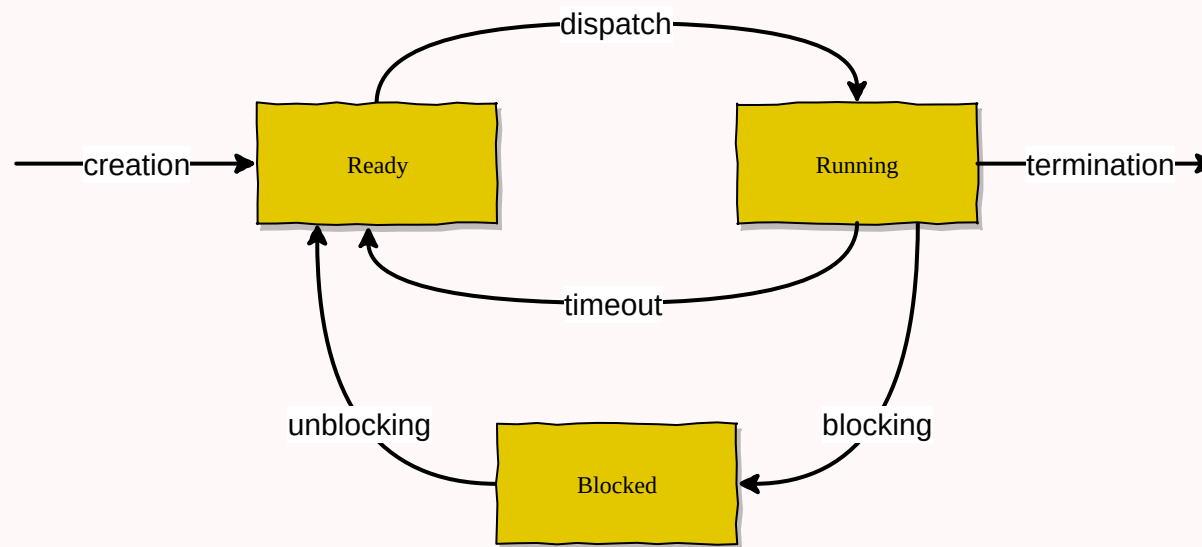 dispatch
creation
Ready
Running
termination
timeout
unblocking
blocking
Blocked